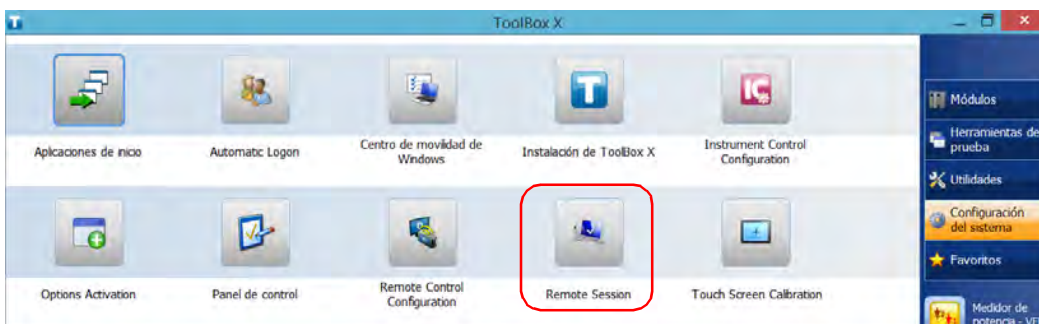 ToolBox X
Aplicaciones de inicio
Automatic Logon
Centro de movilidad de
Windows
Instalación de ToolBox X
Instrument Control
Configuration
Options Activation
Panel de control
Remote Control
Configuration
Remote Session
Touch Screen Calibration
Módulos
Herramientas de
prueba
Utilidades
Configuración
del sistema
Favoritos
Medidor de
potencia - VF